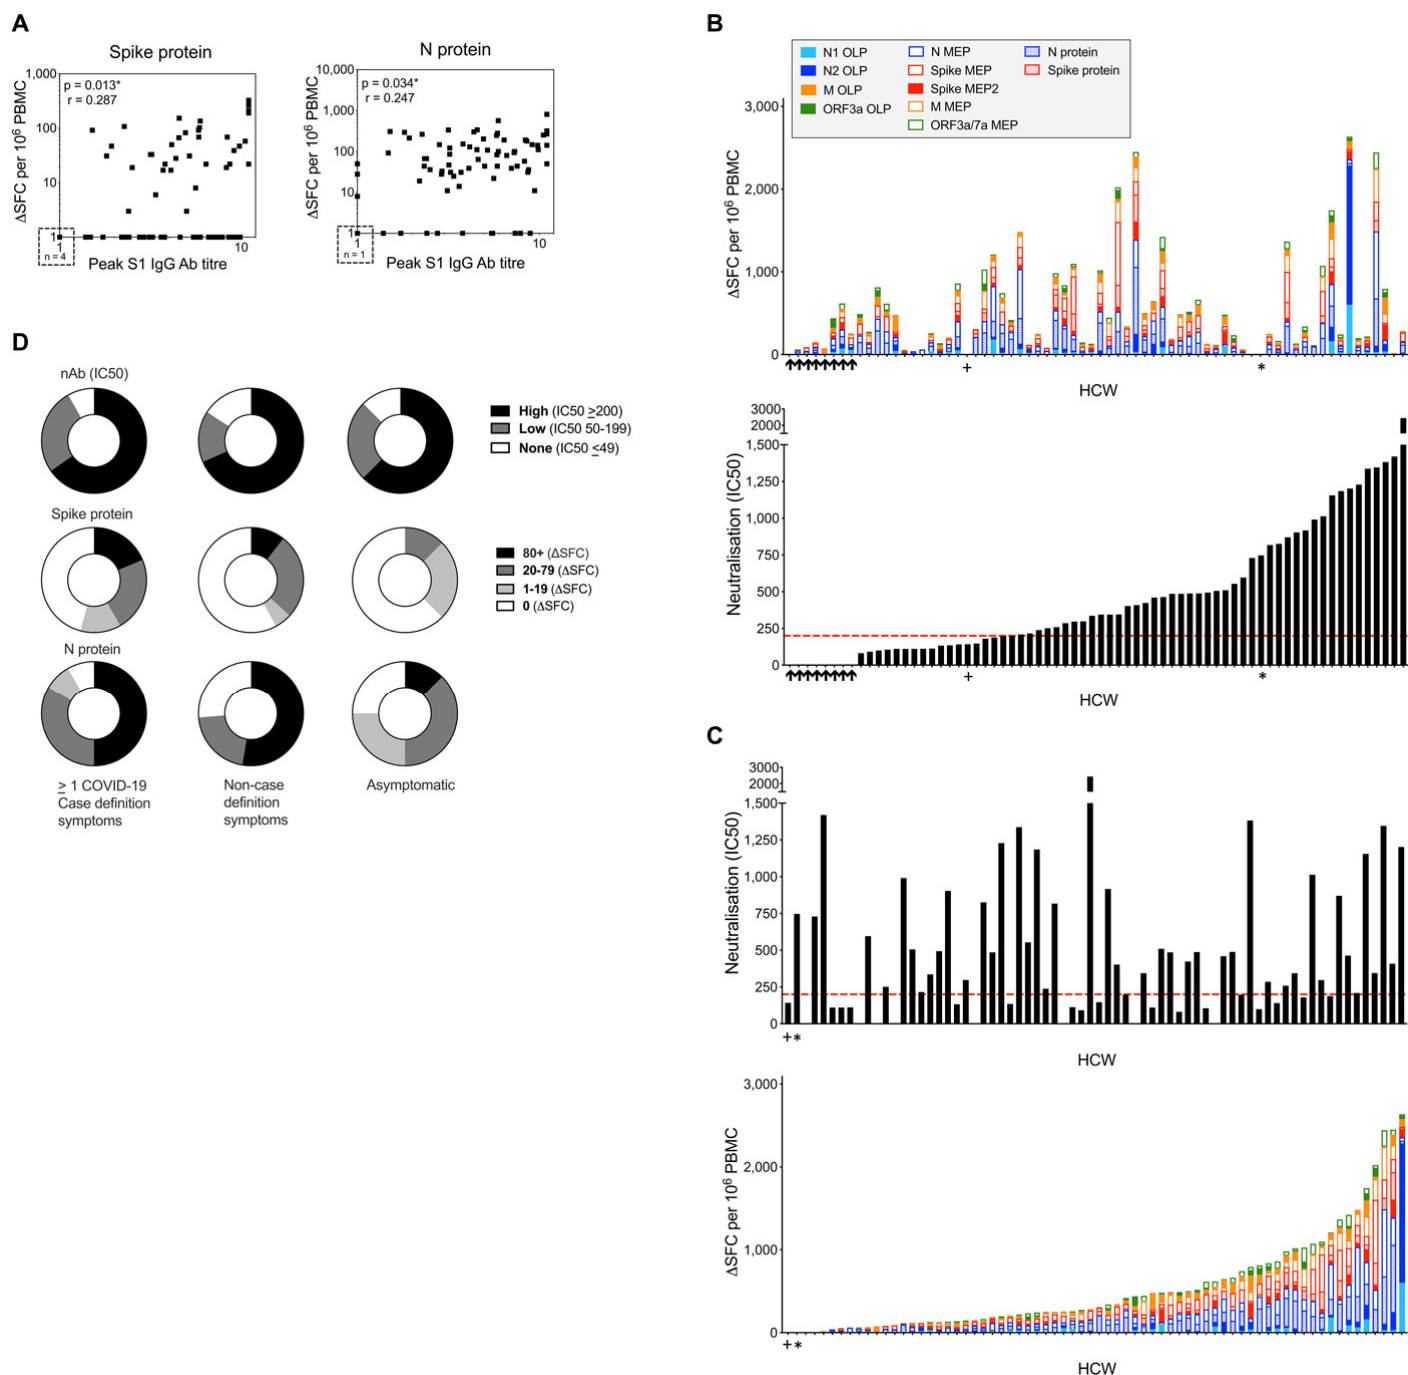 A
Spike protein
1,000
100
10
1
ΔSFC per 10⁶ PBMC
p = 0.013*
r = 0.287
1
n = 4
10
Peak S1 IgG Ab titre
N protein
10,000
1,000
100
10
1
ΔSFC per 10⁶ PBMC
p = 0.034*
r = 0.247
1
n = 1
10
Peak S1 IgG Ab titre
B
N1 OLP
N2 OLP
M OLP
ORF3a OLP
N MEP
Spike MEP
Spike MEP2
M MEP
ORF3a/7a MEP
N protein
Spike protein
3,000
2,000
1,000
0
ΔSFC per 10⁶ PBMC
+
*
HCW
3000
2000
1,500
1,250
1,000
750
500
250
0
Neutralisation (IC50)
+
*
HCW
C
3000
2000
1,500
1,250
1,000
750
500
250
0
Neutralisation (IC50)
+*
HCW
3,000
2,000
1,000
0
ΔSFC per 10⁶ PBMC
+*
HCW
D
nAb (IC50)
High (IC50 ≥200)
Low (IC50 50-199)
None (IC50 ≤49)
Spike protein
80+ (ΔSFC)
20-79 (ΔSFC)
1-19 (ΔSFC)
0 (ΔSFC)
N protein
≥ 1 COVID-19
Case definition
symptoms
Non-case
definition
symptoms
Asymptomatic